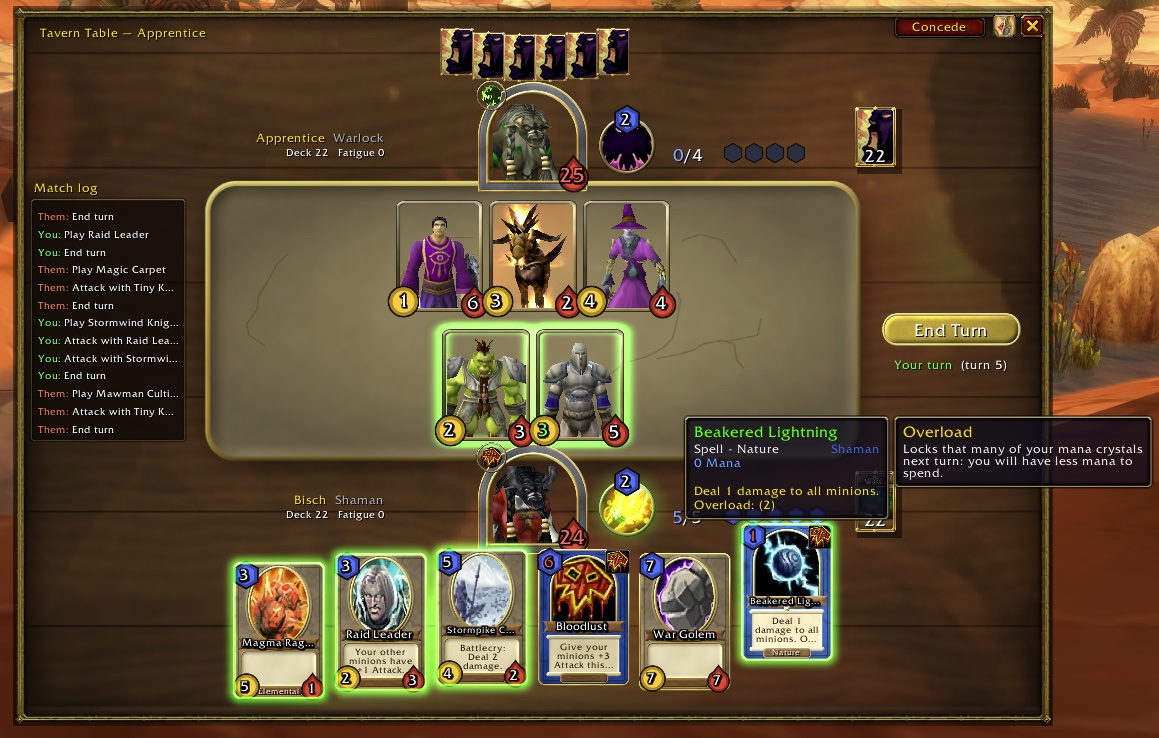 Tavern Table — Apprentice
Concede
2
Apprentice Warlock
Deck 22 Fatigue 0
0/4
22
25
Match log
Them: End turn
You: Play Raid Leader
You: End turn
Them: Play Magic Carpet
Them: Attack with Tiny K...
Them: End turn
You: Play Stormwind Knig...
You: Attack with Raid Lea...
You: Attack with Stormwi...
You: End turn
Them: Play Mawman Culti...
Them: Attack with Tiny K...
Them: End turn
1 6 3 2 4 4
End Turn
Your turn (turn 5)
2 3 3 5
Beakered Lightning
Spell - Nature Shaman
0 Mana
Deal 1 damage to all minions.
Overload: (2)
Overload
Locks that many of your mana crystals
next turn: you will have less mana to
spend.
Bisch Shaman
Deck 22 Fatigue 0
2
24
22
3
Magma Rag...
5 Elemental 1
3
Raid Leader
Your other
minions have
+1 Attack.
2 3
5
Stormpike C...
Battlecry:
Deal 2
damage.
4 2
6
Bloodlust
Give your
minions +3
Attack this...
7
War Golem
7 7
1
Beakered Lig...
Deal 1
damage to all
minions. O...
Nature